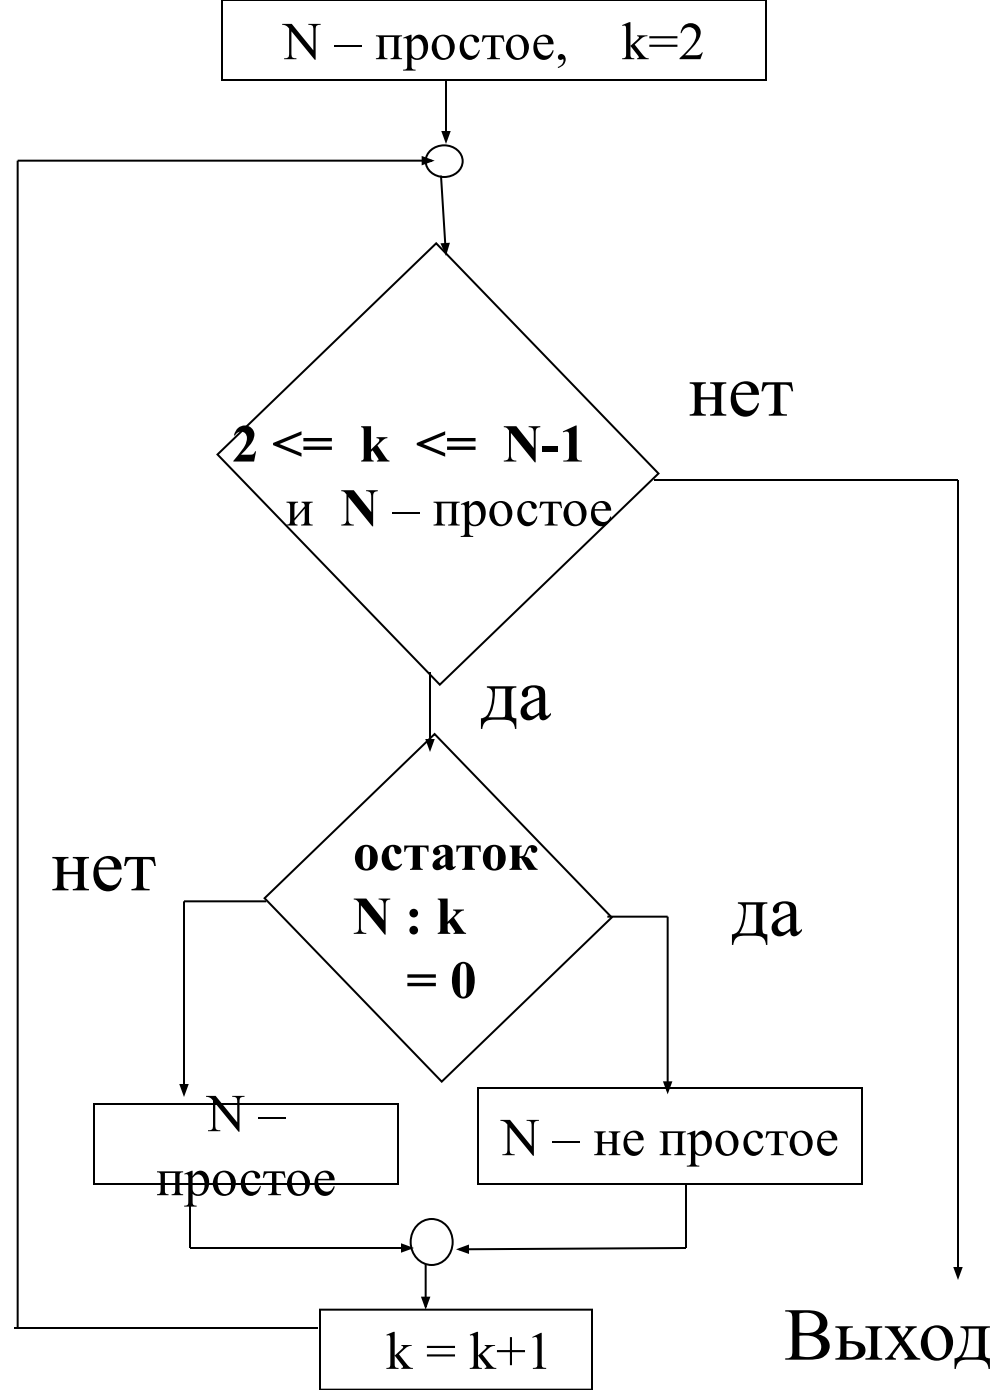 N – простое, k=2
нет
2 <= k <= N-1
и N – простое
да
остаток
N : k
= 0
нет
да
N –
простое
N – не простое
k = k+1
Выход